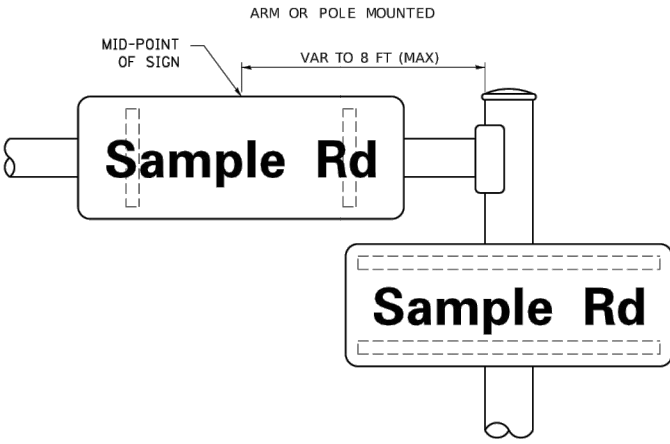 ARM OR POLE MOUNTED
MID-POINT
OF SIGN
VAR TO 8 FT (MAX)
Sample Rd
Sample Rd